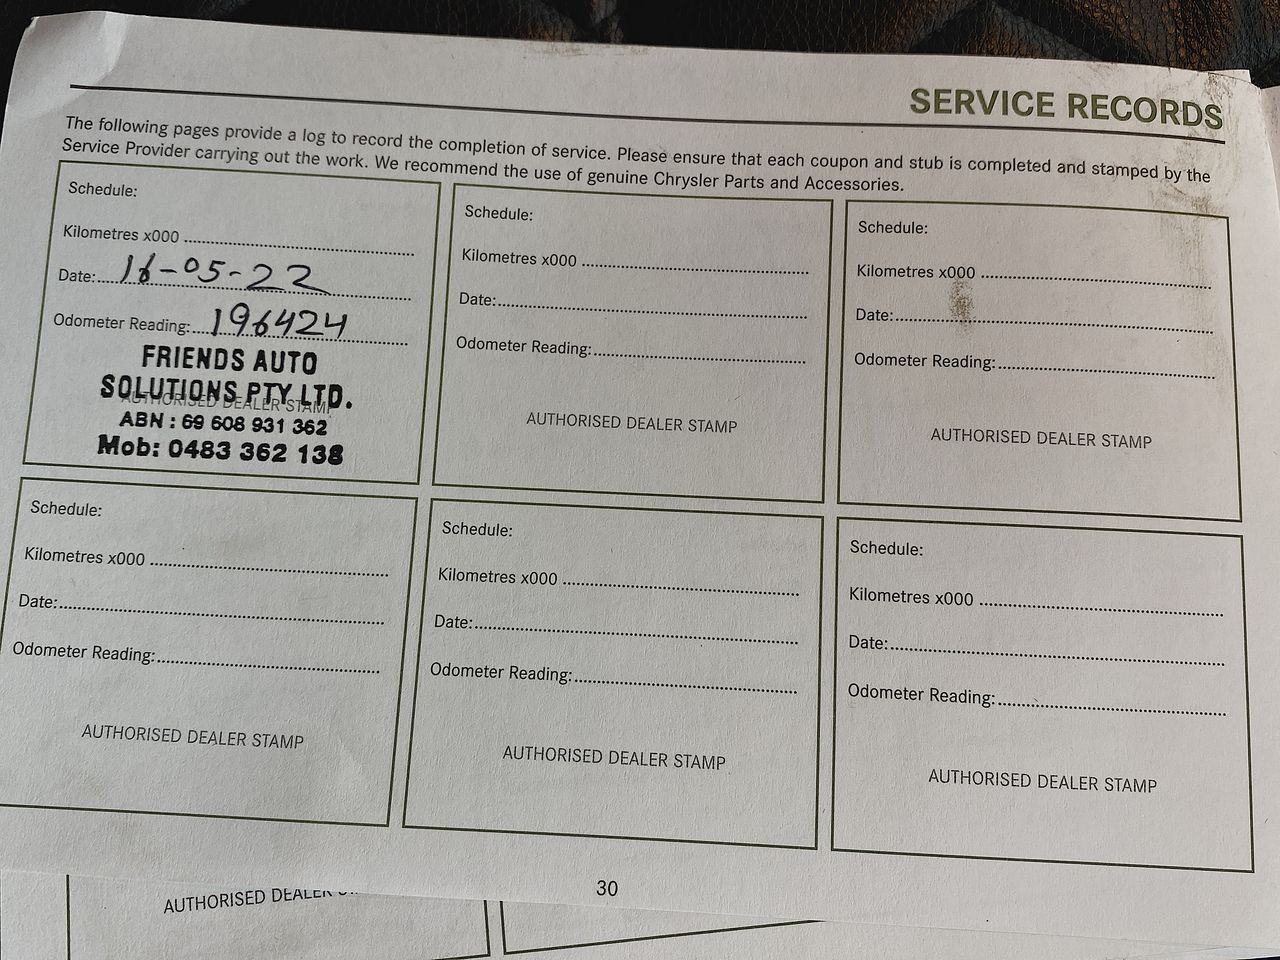 SERVICE RECORDS
The following pages provide a log to record the completion of service. Please ensure that each coupon and stub is completed and stamped by the
Service Provider carrying out the work. We recommend the use of genuine Chrysler Parts and Accessories.
Schedule:
Kilometres x000
Date: 16-05-22
Odometer Reading: 196424
FRIENDS AUTO
SOLUTIONS PTY LTD.
AUTHORISED DEALER STAMP
ABN : 69 608 931 362
Mob: 0483 362 138
Schedule:
Kilometres x000
Date:
Odometer Reading:
AUTHORISED DEALER STAMP
Schedule:
Kilometres x000
Date:
Odometer Reading:
AUTHORISED DEALER STAMP
Schedule:
Kilometres x000
Date:
Odometer Reading:
AUTHORISED DEALER STAMP
Schedule:
Kilometres x000
Date:
Odometer Reading:
AUTHORISED DEALER STAMP
Schedule:
Kilometres x000
Date:
Odometer Reading:
AUTHORISED DEALER STAMP
30
AUTHORISED DEALER